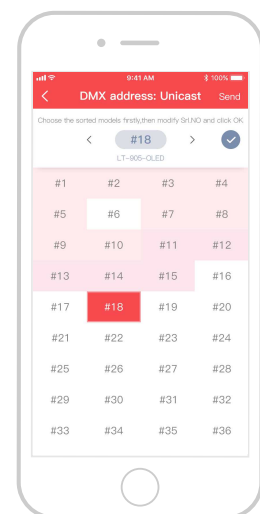 9:41 AM 100%
DMX address: Unicast Send
Choose the sorted models firstly,then modify Srl.NO and click OK
< #18 >
LT-905-OLED
#1 #2 #3 #4
#5 #6 #7 #8
#9 #10 #11 #12
#13 #14 #15 #16
#17 #18 #19 #20
#21 #22 #23 #24
#25 #26 #27 #28
#29 #30 #31 #32
#33 #34 #35 #36